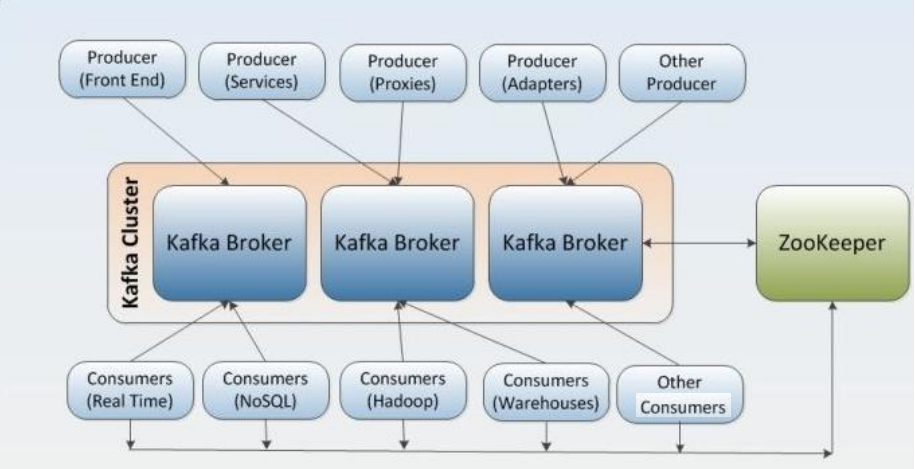 Producer
(Front End)
Producer
(Services)
Producer
(Proxies)
Producer
(Adapters)
Other
Producer
Kafka Cluster
Kafka Broker
Kafka Broker
Kafka Broker
ZooKeeper
Consumers
(Real Time)
Consumers
(NoSQL)
Consumers
(Hadoop)
Consumers
(Warehouses)
Other
Consumers